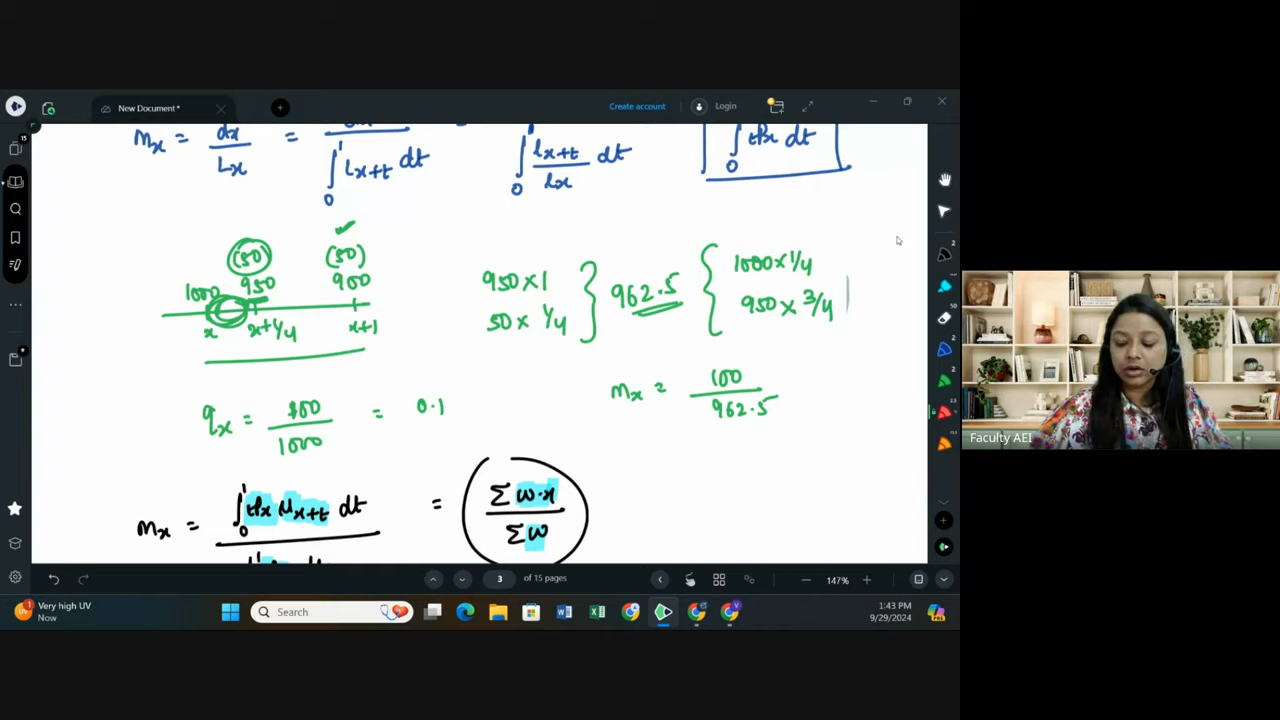 New Document*
Create account
Login
15
mx = dx / Lx = / ∫₀¹ lx+t dt = / ∫₀¹ lx+t / lx dt
∫₀ tPx dt
(50) (50)
1000 950 900
x x+1/4 x+1
950 × 1
50 × 1/4
962.5
1000 × 1/4
950 × 3/4
qx = 100 / 1000 = 0.1
mx = 100 / 962.5
mx = ∫₀¹ tPx μx+t dt = Σ w·x / Σ w
Faculty AEI
3 of 15 pages
147%
Very high UV
Now
Search
1:43 PM
9/29/2024